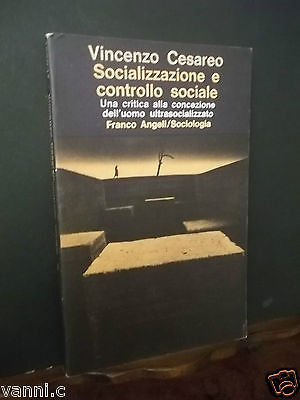 Vincenzo Cesareo
Socializzazione e
controllo sociale
Una critica alla concezione
dell'uomo ultrasocializzato
Franco Angeli/Sociologia
vanni.c